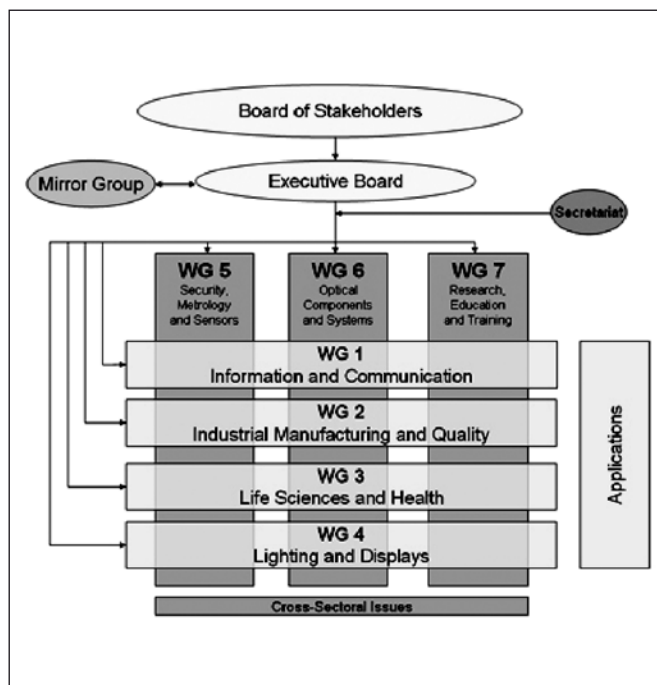 Board of Stakeholders
Mirror Group
Executive Board
Secretariat
WG 5
Security,
Metrology
and Sensors
WG 6
Optical
Components
and Systems
WG 7
Research,
Education
and Training
WG 1
Information and Communication
WG 2
Industrial Manufacturing and Quality
WG 3
Life Sciences and Health
WG 4
Lighting and Displays
Applications
Cross-Sectoral Issues